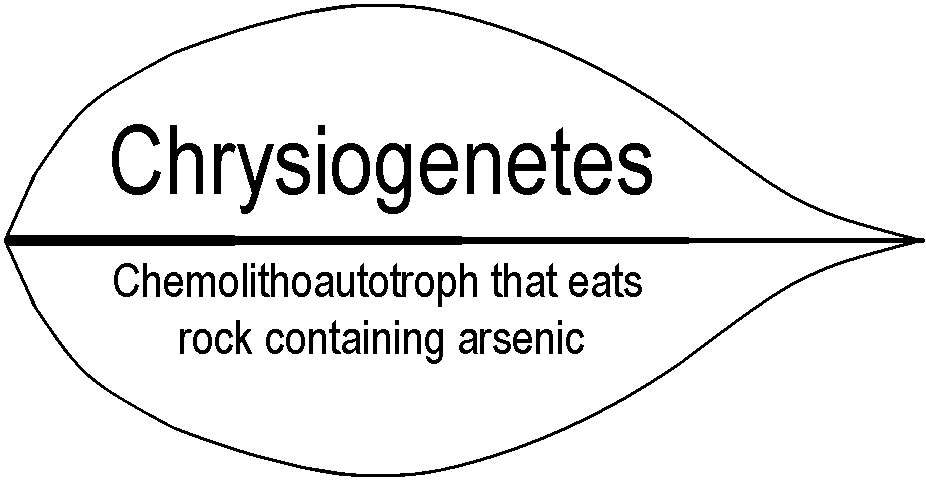 Chrysiogenetes
Chemolithoautotroph that eats
rock containing arsenic